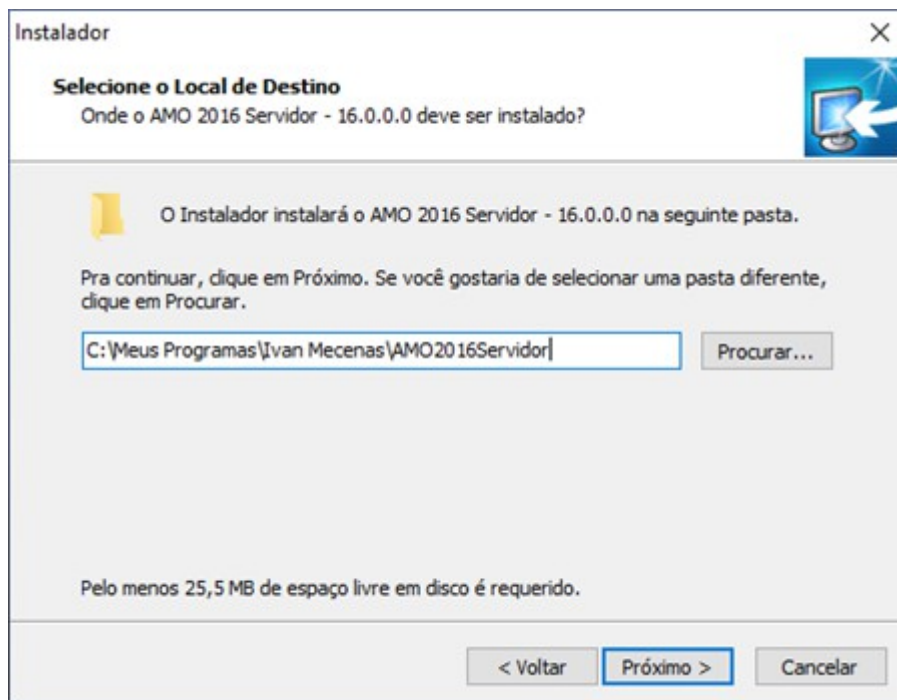 Instalador
Selecione o Local de Destino
Onde o AMO 2016 Servidor - 16.0.0.0 deve ser instalado?
O Instalador instalará o AMO 2016 Servidor - 16.0.0.0 na seguinte pasta.
Pra continuar, clique em Próximo. Se você gostaria de selecionar uma pasta diferente,
clique em Procurar.
C:\Meus Programas\Ivan Mecenas\AMO2016Servidor
Procurar...
Pelo menos 25,5 MB de espaço livre em disco é requerido.
< Voltar
Próximo >
Cancelar